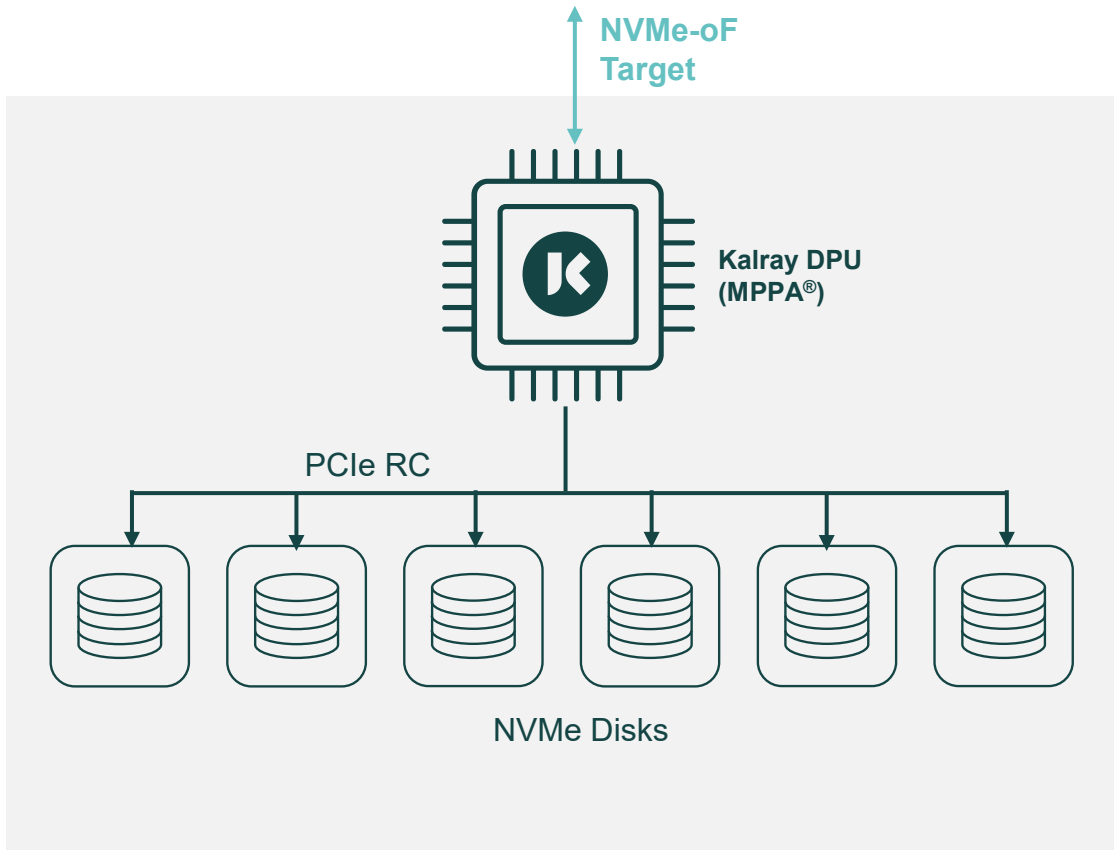 NVMe-oF
Target
Kalray DPU
(MPPA®)
PCIe RC
NVMe Disks